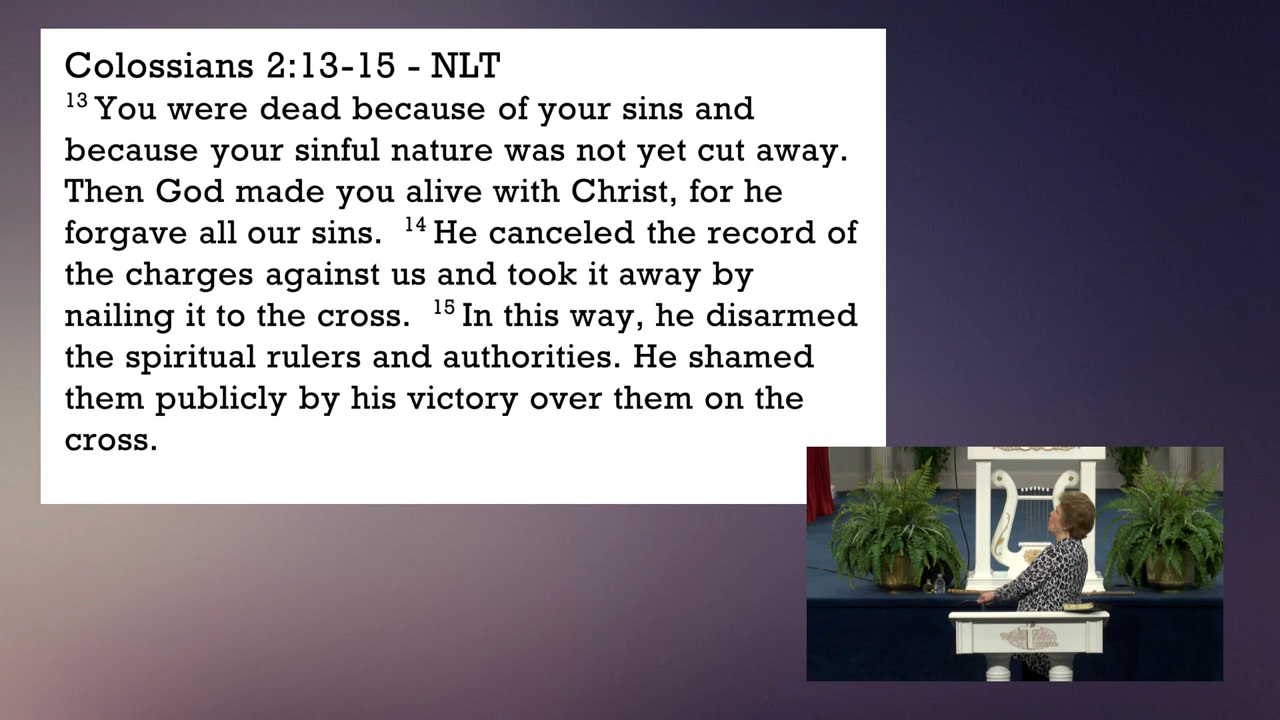 Colossians 2:13-15 - NLT
13 You were dead because of your sins and
because your sinful nature was not yet cut away.
Then God made you alive with Christ, for he
forgave all our sins. 14 He canceled the record of
the charges against us and took it away by
nailing it to the cross. 15 In this way, he disarmed
the spiritual rulers and authorities. He shamed
them publicly by his victory over them on the
cross.